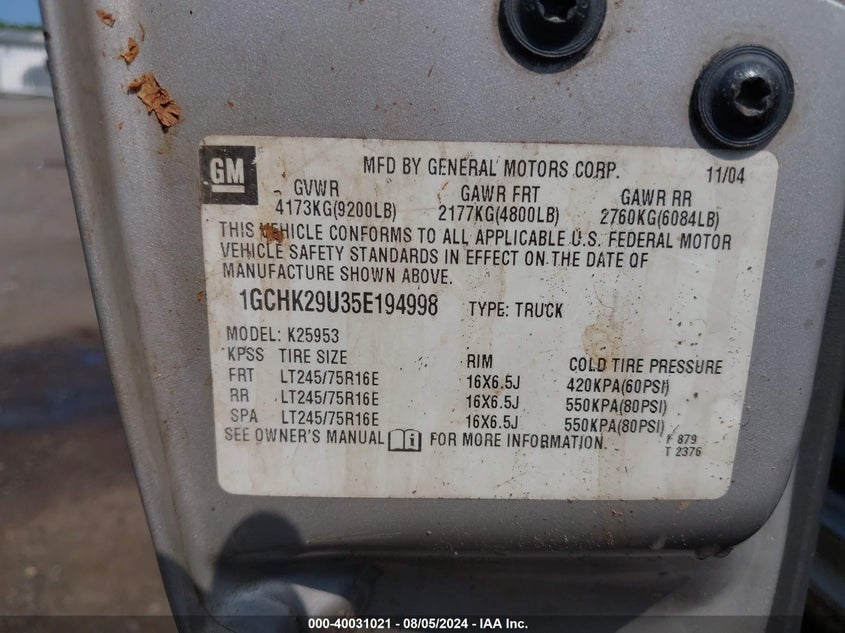 GM
MFD BY GENERAL MOTORS CORP. 11/04
GVWR GAWR FRT GAWR RR
4173KG(9200LB) 2177KG(4800LB) 2760KG(6084LB)
THIS VEHICLE CONFORMS TO ALL APPLICABLE U.S. FEDERAL MOTOR
VEHICLE SAFETY STANDARDS IN EFFECT ON THE DATE OF
MANUFACTURE SHOWN ABOVE.
1GCHK29U35E194998 TYPE: TRUCK
MODEL: K25953
KPSS TIRE SIZE RIM COLD TIRE PRESSURE
FRT LT245/75R16E 16X6.5J 420KPA(60PSI)
RR LT245/75R16E 16X6.5J 550KPA(80PSI)
SPA LT245/75R16E 16X6.5J 550KPA(80PSI)
SEE OWNER'S MANUAL FOR MORE INFORMATION.
F 879
T 2376
000-40031021 - 08/05/2024 - IAA Inc.